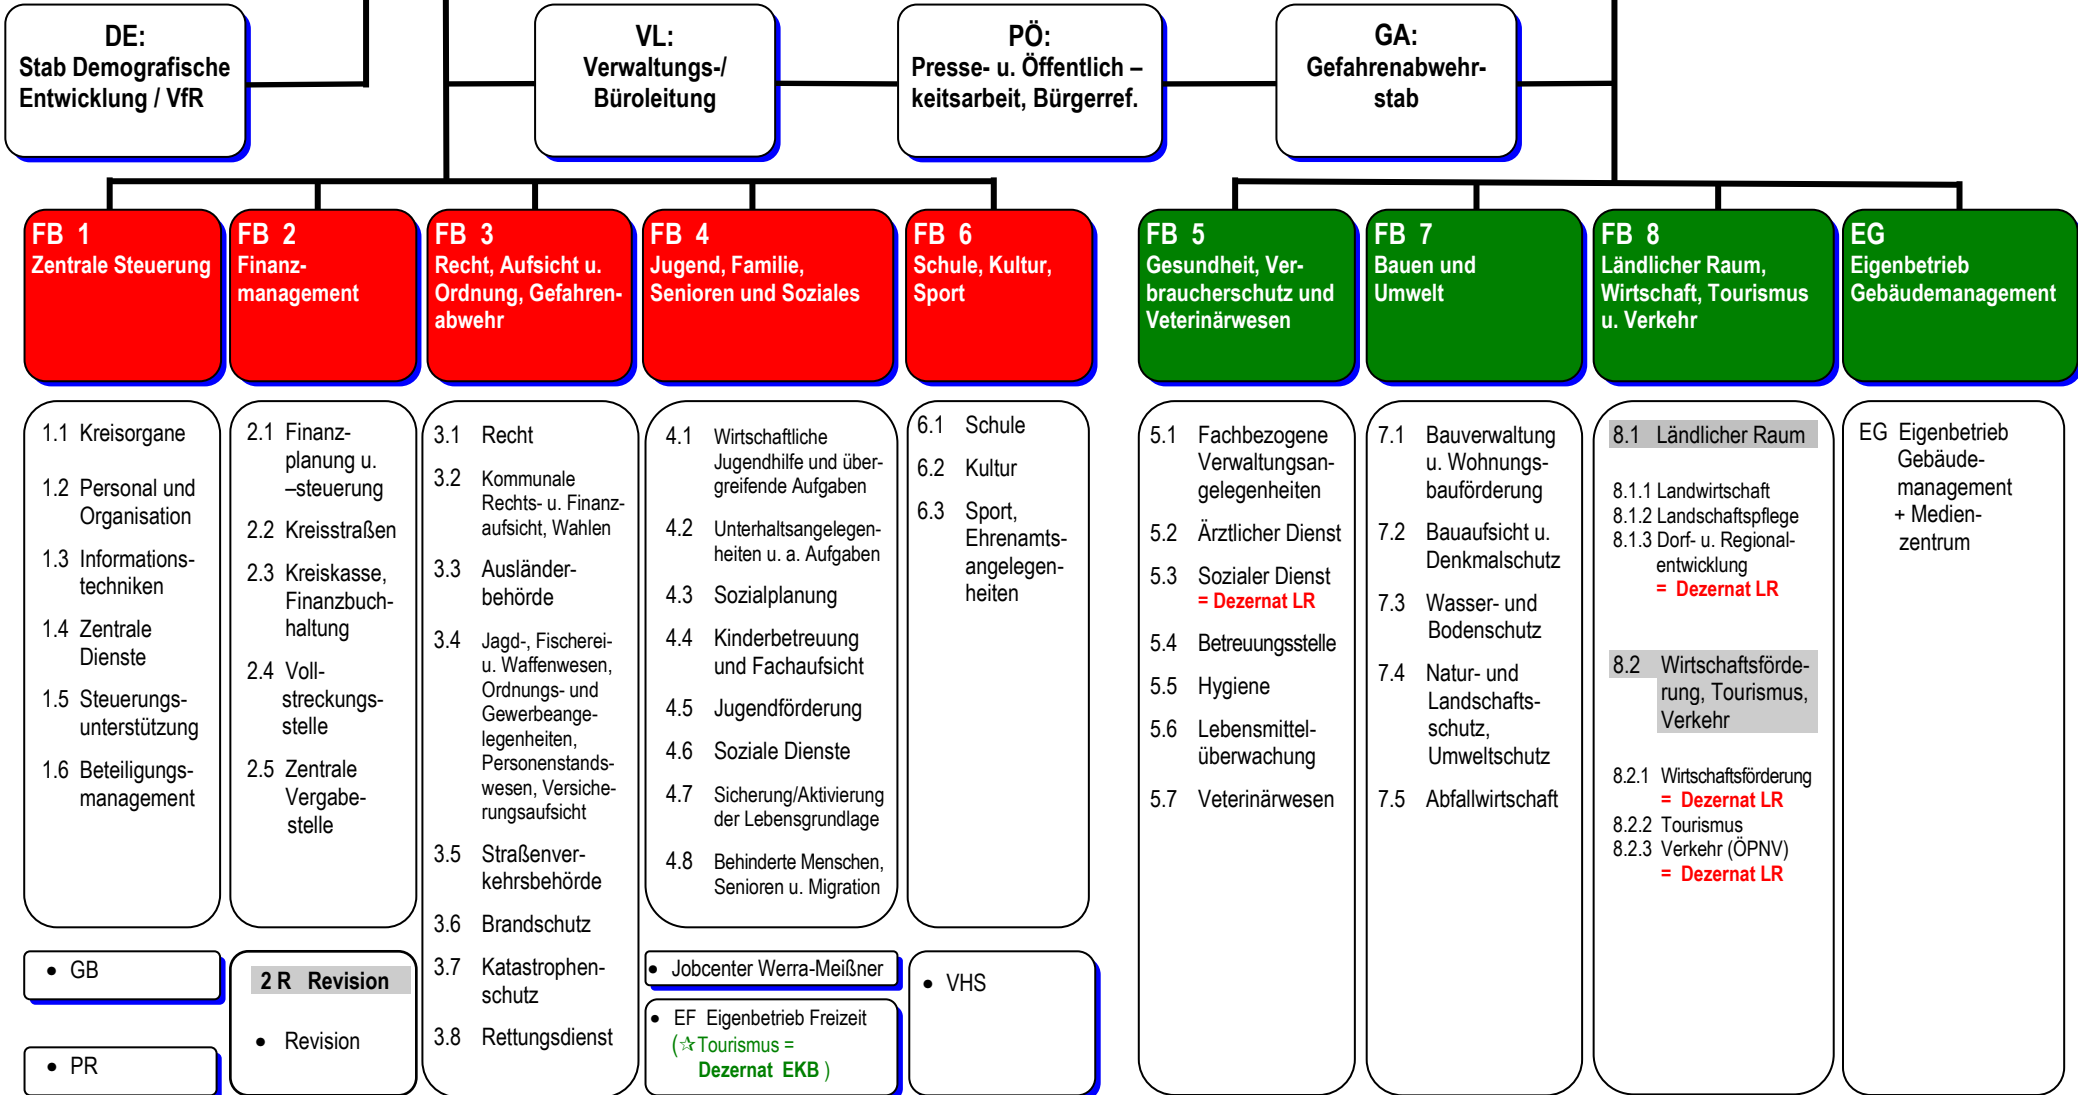 DE:
Stab Demografische
Entwicklung / VfR
VL:
Verwaltungs-/
Büroleitung
PÖ:
Presse- u. Öffentlich –
keitsarbeit, Bürgerref.
GA:
Gefahrenabwehr-
stab
FB 1
Zentrale Steuerung
FB 2
Finanz-
management
FB 3
Recht, Aufsicht u.
Ordnung, Gefahren-
abwehr
FB 4
Jugend, Familie,
Senioren und Soziales
FB 6
Schule, Kultur,
Sport
FB 5
Gesundheit, Ver-
braucherschutz und
Veterinärwesen
FB 7
Bauen und
Umwelt
FB 8
Ländlicher Raum,
Wirtschaft, Tourismus
u. Verkehr
EG
Eigenbetrieb
Gebäudemanagement
1.1 Kreisorgane
1.2 Personal und
Organisation
1.3 Informations-
techniken
1.4 Zentrale
Dienste
1.5 Steuerungs-
unterstützung
1.6 Beteiligungs-
management
2.1 Finanz-
planung u.
–steuerung
2.2 Kreisstraßen
2.3 Kreiskasse,
Finanzbuch-
haltung
2.4 Voll-
streckungs-
stelle
2.5 Zentrale
Vergabe-
stelle
3.1 Recht
3.2 Kommunale
Rechts- u. Finanz-
aufsicht, Wahlen
3.3 Ausländer-
behörde
3.4 Jagd-, Fischerei-
u. Waffenwesen,
Ordnungs- und
Gewerbeange-
legenheiten,
Personenstands-
wesen, Versiche-
rungsaufsicht
3.5 Straßenver-
kehrsbehörde
3.6 Brandschutz
3.7 Katastrophen-
schutz
3.8 Rettungsdienst
4.1 Wirtschaftliche
Jugendhilfe und über-
greifende Aufgaben
4.2 Unterhaltsangelegen-
heiten u. a. Aufgaben
4.3 Sozialplanung
4.4 Kinderbetreuung
und Fachaufsicht
4.5 Jugendförderung
4.6 Soziale Dienste
4.7 Sicherung/Aktivierung
der Lebensgrundlage
4.8 Behinderte Menschen,
Senioren u. Migration
6.1 Schule
6.2 Kultur
6.3 Sport,
Ehrenamts-
angelegen-
heiten
5.1 Fachbezogene
Verwaltungsan-
gelegenheiten
5.2 Ärztlicher Dienst
5.3 Sozialer Dienst
= Dezernat LR
5.4 Betreuungsstelle
5.5 Hygiene
5.6 Lebensmittel-
überwachung
5.7 Veterinärwesen
7.1 Bauverwaltung
u. Wohnungs-
bauförderung
7.2 Bauaufsicht u.
Denkmalschutz
7.3 Wasser- und
Bodenschutz
7.4 Natur- und
Landschafts-
schutz,
Umweltschutz
7.5 Abfallwirtschaft
8.1 Ländlicher Raum
8.1.1 Landwirtschaft
8.1.2 Landschaftspflege
8.1.3 Dorf- u. Regional-
entwicklung
= Dezernat LR
8.2 Wirtschaftsförde-
rung, Tourismus,
Verkehr
8.2.1 Wirtschaftsförderung
= Dezernat LR
8.2.2 Tourismus
8.2.3 Verkehr (ÖPNV)
= Dezernat LR
EG Eigenbetrieb
Gebäude-
management
+ Medien-
zentrum
• GB
• PR
2 R Revision
• Revision
• Jobcenter Werra-Meißner
• EF Eigenbetrieb Freizeit
(☆Tourismus =
Dezernat EKB )
• VHS